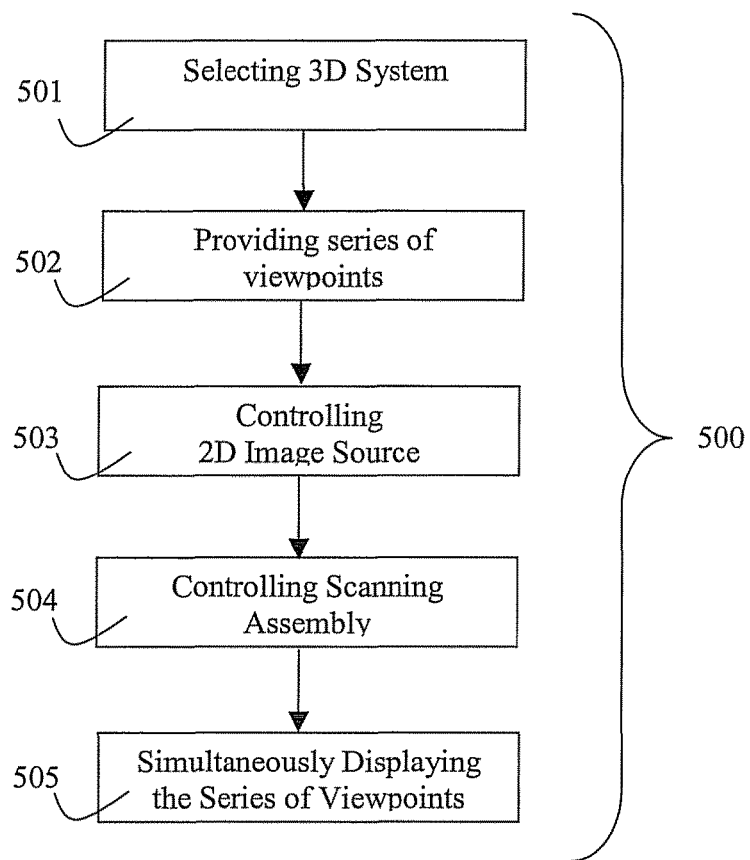 Selecting 3D System
501
Providing series of
viewpoints
502
Controlling
2D Image Source
503
500
Controlling Scanning
Assembly
504
Simultaneously Displaying
the Series of Viewpoints
505